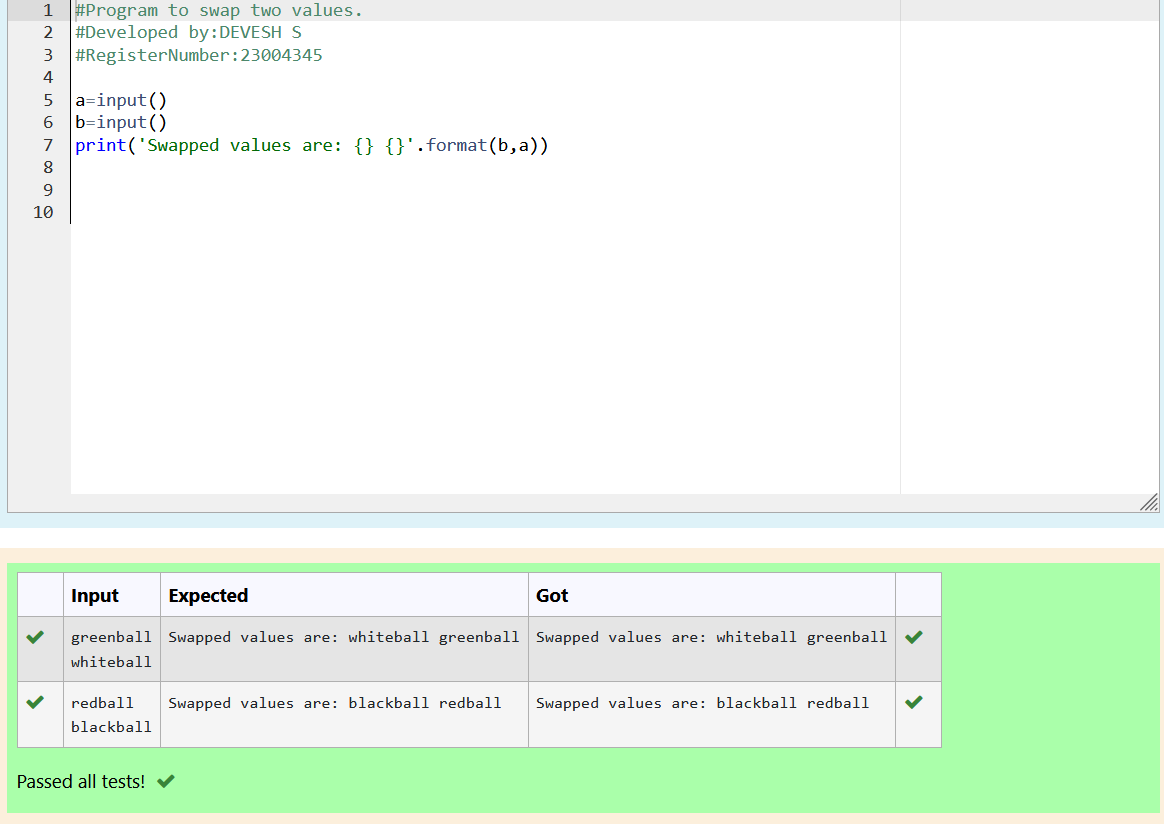 1 #Program to swap two values.
2 #Developed by:DEVESH S
3 #RegisterNumber:23004345
4
5 a=input()
6 b=input()
7 print('Swapped values are: {} {}'.format(b,a))
8
9
10
Input Expected Got
greenball Swapped values are: whiteball greenball Swapped values are: whiteball greenball
whiteball
redball Swapped values are: blackball redball Swapped values are: blackball redball
blackball
Passed all tests!